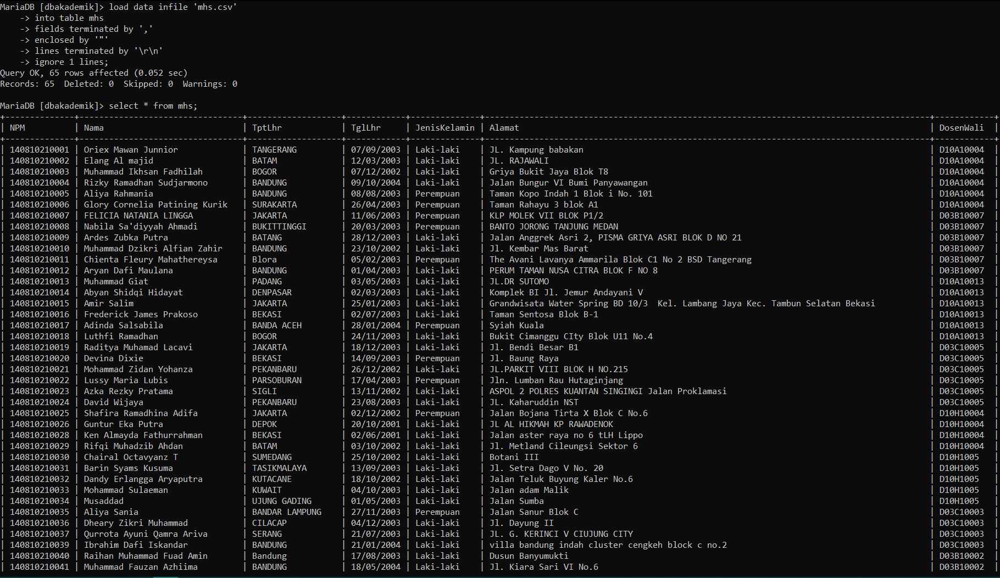 MariaDB [dbakademik]> load data infile 'mhs.csv'
    -> into table mhs
    -> fields terminated by ','
    -> enclosed by '"'
    -> lines terminated by '\r\n'
    -> ignore 1 lines;
Query OK, 65 rows affected (0.052 sec)
Records: 65  Deleted: 0  Skipped: 0  Warnings: 0
MariaDB [dbakademik]> select * from mhs;
| NPM | Nama | TptLhr | TglLhr | JenisKelamin | Alamat | DosenWali |
| 140810210001 | Oriex Mawan Junnior | TANGERANG | 07/09/2003 | Laki-laki | JL. Kampung babakan | D10A10004 |
| 140810210002 | Elang Al majid | BATAM | 12/03/2003 | Laki-laki | JL. RAJAWALI | D10A10004 |
| 140810210003 | Muhammad Ikhsan Fadhilah | BOGOR | 07/12/2002 | Laki-laki | Griya Bukit Jaya Blok T8 | D10A10004 |
| 140810210004 | Rizky Ramadhan Sudjarmono | BANDUNG | 09/10/2004 | Laki-laki | Jalan Bungur VI Bumi Panyawangan | D10A10004 |
| 140810210005 | Aliya Rahmania | BANDUNG | 08/08/2003 | Perempuan | Taman Kopo Indah 1 Blok i No. 101 | D10A10004 |
| 140810210006 | Glory Cornelia Patining Kurik | SURAKARTA | 26/04/2003 | Perempuan | Taman Rahayu 3 blok A1 | D10A10004 |
| 140810210007 | FELICIA NATANIA LINGGA | JAKARTA | 11/06/2003 | Perempuan | KLP MOLEK VII BLOK P1/2 | D03B10007 |
| 140810210008 | Nabila Sa'diyyah Ahmadi | BUKITTINGGI | 20/03/2003 | Perempuan | BANTO JORONG TANJUNG MEDAN | D03B10007 |
| 140810210009 | Ardes Zubka Putra | BATANG | 28/12/2003 | Laki-laki | Jalan Anggrek Asri 2, PISMA GRIYA ASRI BLOK D NO 21 | D03B10007 |
| 140810210010 | Muhammad Dzikri Alfian Zahir | BANDUNG | 23/10/2002 | Laki-laki | Jl. Kembar Mas Barat | D03B10007 |
| 140810210011 | Chienta Fleury Mahathereysa | Blora | 05/02/2003 | Perempuan | The Avani Lavanya Ammarila Blok C1 No 2 BSD Tangerang | D03B10007 |
| 140810210012 | Aryan Dafi Maulana | BANDUNG | 01/04/2003 | Laki-laki | PERUM TAMAN NUSA CITRA BLOK F NO 8 | D03B10007 |
| 140810210013 | Muhammad Giat | PADANG | 03/05/2003 | Laki-laki | JL.DR SUTOMO | D10A10013 |
| 140810210014 | Abyan Shidqi Hidayat | DENPASAR | 02/03/2003 | Laki-laki | Komplek BI Jl. Jemur Andayani V | D10A10013 |
| 140810210015 | Amir Salim | JAKARTA | 25/01/2003 | Laki-laki | Grandwisata Water Spring BD 10/3  Kel. Lambang Jaya Kec. Tambun Selatan Bekasi | D10A10013 |
| 140810210016 | Frederick James Prakoso | BEKASI | 02/07/2003 | Laki-laki | Taman Sentosa Blok B-1 | D10A10013 |
| 140810210017 | Adinda Salsabila | BANDA ACEH | 28/01/2004 | Perempuan | Syiah Kuala | D10A10013 |
| 140810210018 | Luthfi Ramadhan | BOGOR | 24/11/2003 | Laki-laki | Bukit Cimanggu CIty Blok U11 No.4 | D10A10013 |
| 140810210019 | Raditya Muhamad Lacavi | JAKARTA | 18/12/2003 | Laki-laki | Jl. Bendi Besar B1 | D03C10005 |
| 140810210020 | Devina Dixie | BEKASI | 14/09/2003 | Perempuan | Jl. Baung Raya | D03C10005 |
| 140810210021 | Mohammad Zidan Yohanza | PEKANBARU | 26/12/2002 | Laki-laki | JL.PARKIT VIII BLOK H NO.215 | D03C10005 |
| 140810210022 | Lussy Maria Lubis | PARSOBURAN | 17/04/2003 | Perempuan | Jln. Lumban Rau Hutaginjang | D03C10005 |
| 140810210023 | Azka Rezky Pratama | SIGLI | 13/11/2002 | Laki-laki | ASPOL 2 POLRES KUANTAN SINGINGI Jalan Proklamasi | D03C10005 |
| 140810210024 | David Wijaya | PEKANBARU | 23/08/2003 | Laki-laki | JL. Kaharuddin NST | D03C10005 |
| 140810210025 | Shafira Ramadhina Adifa | JAKARTA | 02/12/2002 | Perempuan | Jalan Bojana Tirta X Blok C No.6 | D10H10004 |
| 140810210026 | Guntur Eka Putra | DEPOK | 20/10/2001 | Laki-laki | JL AL HIKMAH KP RAWADENOK | D10H10004 |
| 140810210028 | Ken Almayda Fathurrahman | BEKASI | 02/06/2001 | Laki-laki | Jalan aster raya no 6 tLH Lippo | D10H10004 |
| 140810210029 | Rifqi Muhadzib Ahdan | BATAM | 03/10/2002 | Laki-laki | Jl. Metland Cileungsi Sektor 6 | D10H10004 |
| 140810210030 | Chairal Octavyanz T | SUMEDANG | 25/10/2002 | Laki-laki | Botani III | D10H1005 |
| 140810210031 | Barin Syams Kusuma | TASIKMALAYA | 13/09/2003 | Laki-laki | Jl. Setra Dago V No. 20 | D10H1005 |
| 140810210032 | Dandy Erlangga Aryaputra | KUTACANE | 18/10/2002 | Laki-laki | Jalan Teluk Buyung Kaler No.6 | D10H1005 |
| 140810210033 | Mohammad Sulaeman | KUWAIT | 04/10/2003 | Laki-laki | Jalan adam Malik | D10H1005 |
| 140810210034 | Musaddad | UJUNG GADING | 01/05/2003 | Laki-laki | Jalan Sumba | D10H1005 |
| 140810210035 | Aliya Sania | BANDAR LAMPUNG | 27/11/2003 | Perempuan | Jalan Sanur Blok C | D03C10003 |
| 140810210036 | Dheary Zikri Muhammad | CILACAP | 04/12/2003 | Laki-laki | Jl. Dayung II | D03C10003 |
| 140810210037 | Qurrota Ayuni Qamra Ariva | SERANG | 21/07/2003 | Laki-laki | JL. G. KERINCI V CIUJUNG CITY | D03C10003 |
| 140810210039 | Ibrahim Dafi Iskandar | BANDUNG | 21/01/2004 | Laki-laki | villa bandung indah cluster cengkeh block c no.2 | D03C10003 |
| 140810210040 | Raihan Muhammad Fuad Amin | Bandung | 17/08/2003 | Laki-laki | Dusun Banyumukti | D03B10002 |
| 140810210041 | Muhammad Fauzan Azhiima | BANDUNG | 18/05/2004 | Laki-laki | Jl. Kiara Sari VI No.6 | D03B10002 |